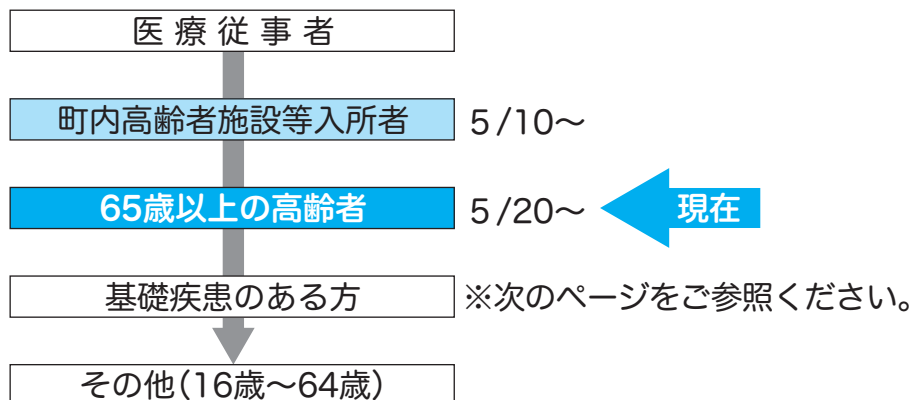 医療従事者
町内高齢者施設等入所者 5/10～
65歳以上の高齢者 5/20～ 現在
基礎疾患のある方 ※次のページをご参照ください。
その他(16歳～64歳)